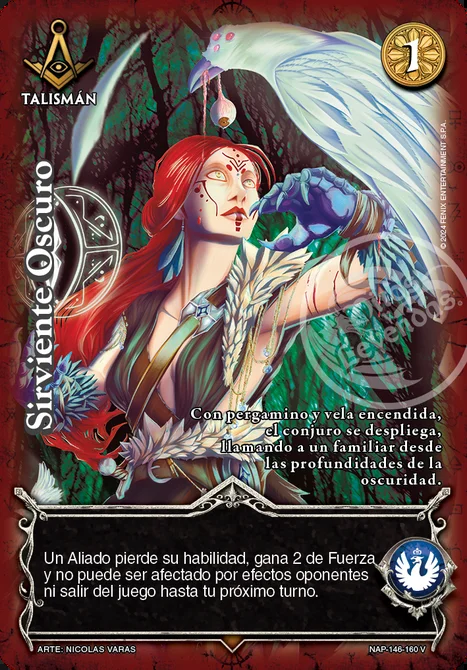 TALISMÁN
1
© 2024 FENIX ENTERTAINMENT S.P.A.
Sirviente Oscuro
Con pergamino y vela encendida,
el conjuro se despliega,
llamando a un familiar desde
las profundidades de la
oscuridad.
Un Aliado pierde su habilidad, gana 2 de Fuerza
y no puede ser afectado por efectos oponentes
ni salir del juego hasta tu próximo turno.
ARTE: NICOLAS VARAS
NAP-146-160 V